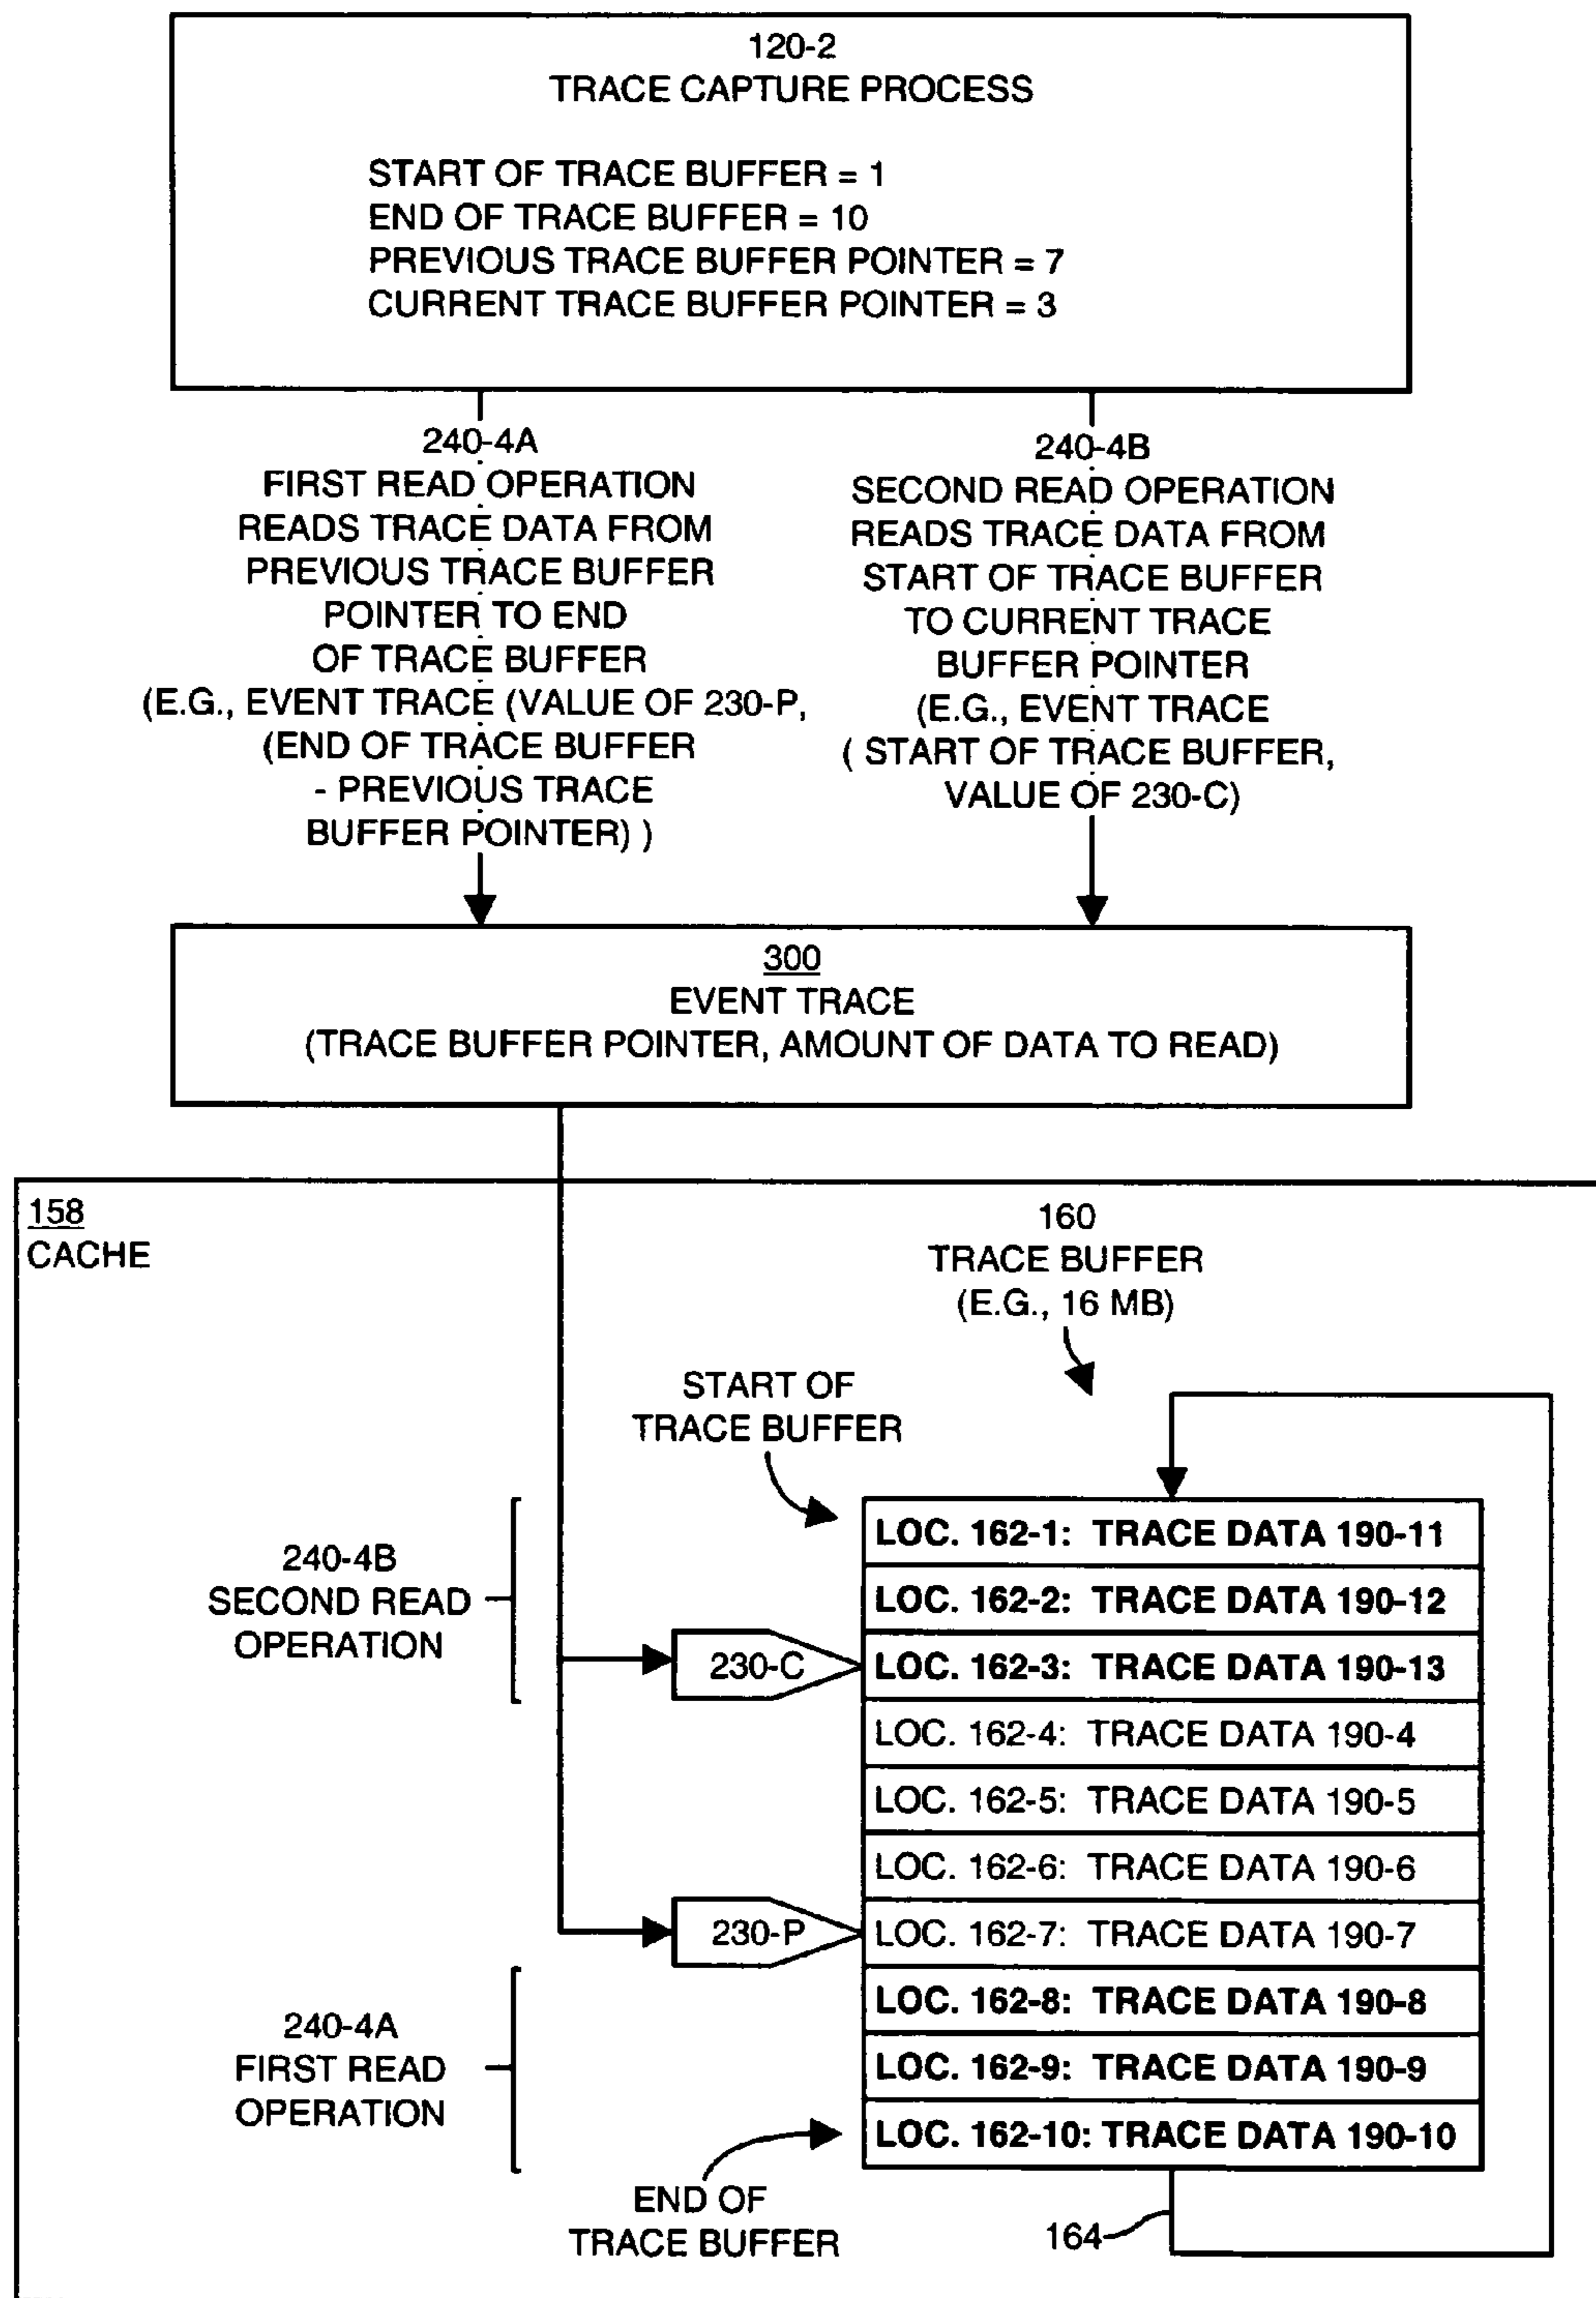 120-2
TRACE CAPTURE PROCESS
START OF TRACE BUFFER = 1
END OF TRACE BUFFER = 10
PREVIOUS TRACE BUFFER POINTER = 7
CURRENT TRACE BUFFER POINTER = 3
240-4A
FIRST READ OPERATION
READS TRACE DATA FROM
PREVIOUS TRACE BUFFER
POINTER TO END
OF TRACE BUFFER
(E.G., EVENT TRACE (VALUE OF 230-P,
(END OF TRACE BUFFER
- PREVIOUS TRACE
BUFFER POINTER) )
240-4B
SECOND READ OPERATION
READS TRACE DATA FROM
START OF TRACE BUFFER
TO CURRENT TRACE
BUFFER POINTER
(E.G., EVENT TRACE
( START OF TRACE BUFFER,
VALUE OF 230-C)
300
EVENT TRACE
(TRACE BUFFER POINTER, AMOUNT OF DATA TO READ)
158
CACHE
160
TRACE BUFFER
(E.G., 16 MB)
START OF
TRACE BUFFER
240-4B
SECOND READ
OPERATION
230-C
230-P
240-4A
FIRST READ
OPERATION
LOC. 162-1: TRACE DATA 190-11
LOC. 162-2: TRACE DATA 190-12
LOC. 162-3: TRACE DATA 190-13
LOC. 162-4: TRACE DATA 190-4
LOC. 162-5: TRACE DATA 190-5
LOC. 162-6: TRACE DATA 190-6
LOC. 162-7: TRACE DATA 190-7
LOC. 162-8: TRACE DATA 190-8
LOC. 162-9: TRACE DATA 190-9
LOC. 162-10: TRACE DATA 190-10
END OF
TRACE BUFFER
164